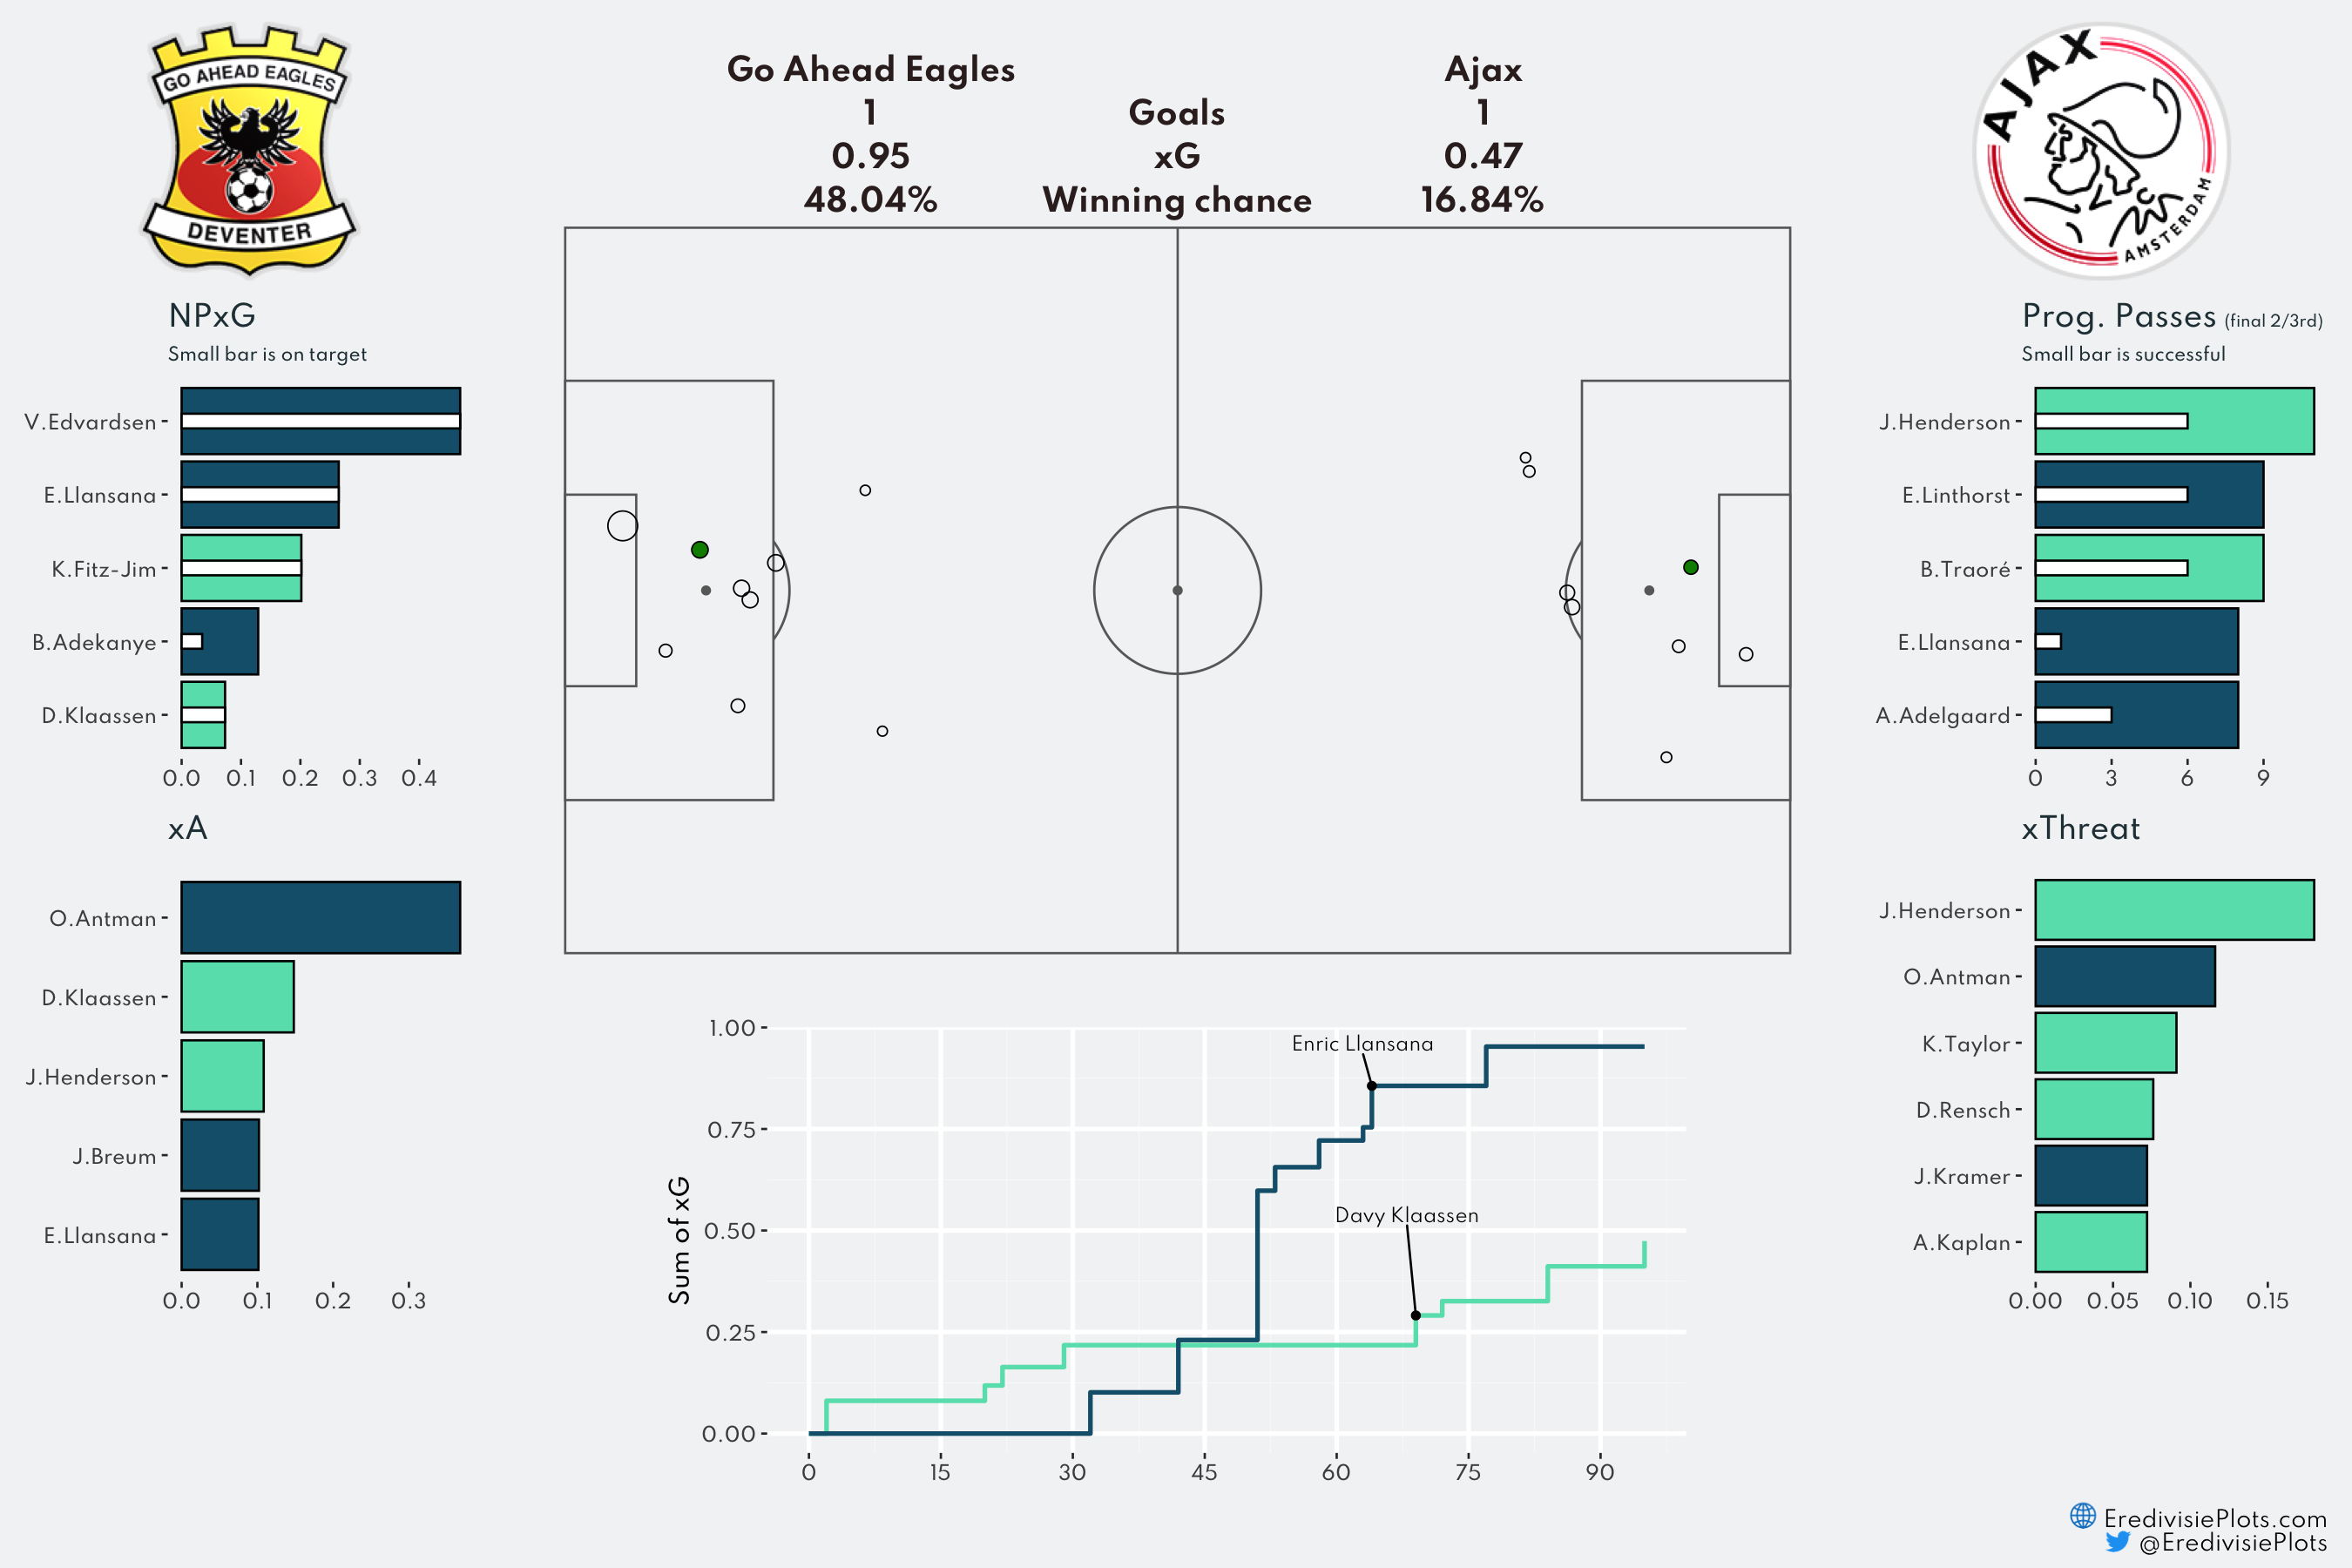 GO AHEAD EAGLES
DEVENTER
Go Ahead Eagles
Ajax
1
Goals
1
0.95
xG
0.47
48.04%
Winning chance
16.84%
AJAX
AMSTERDAM
NPxG
Small bar is on target
V.Edvardsen
E.Llansana
K.Fitz-Jim
B.Adekanye
D.Klaassen
0.0 0.1 0.2 0.3 0.4
xA
O.Antman
D.Klaassen
J.Henderson
J.Breum
E.Llansana
0.0 0.1 0.2 0.3
Prog. Passes (final 2/3rd)
Small bar is successful
J.Henderson
E.Linthorst
B.Traoré
E.Llansana
A.Adelgaard
0 3 6 9
xThreat
J.Henderson
O.Antman
K.Taylor
D.Rensch
J.Kramer
A.Kaplan
0.00 0.05 0.10 0.15
Sum of xG
1.00
0.75
0.50
0.25
0.00
Enric Llansana
Davy Klaassen
0 15 30 45 60 75 90
EredivisiePlots.com
@EredivisiePlots